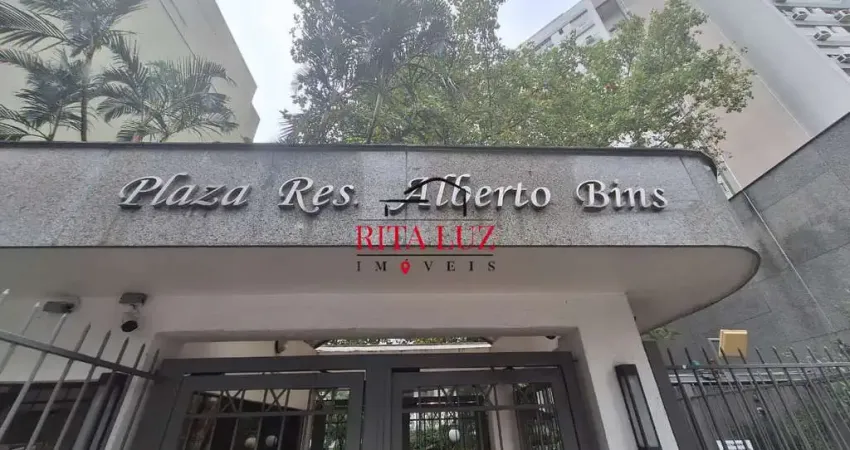 Plaza Res. Alberto Bins
RITA LUZ
IMÓVEIS